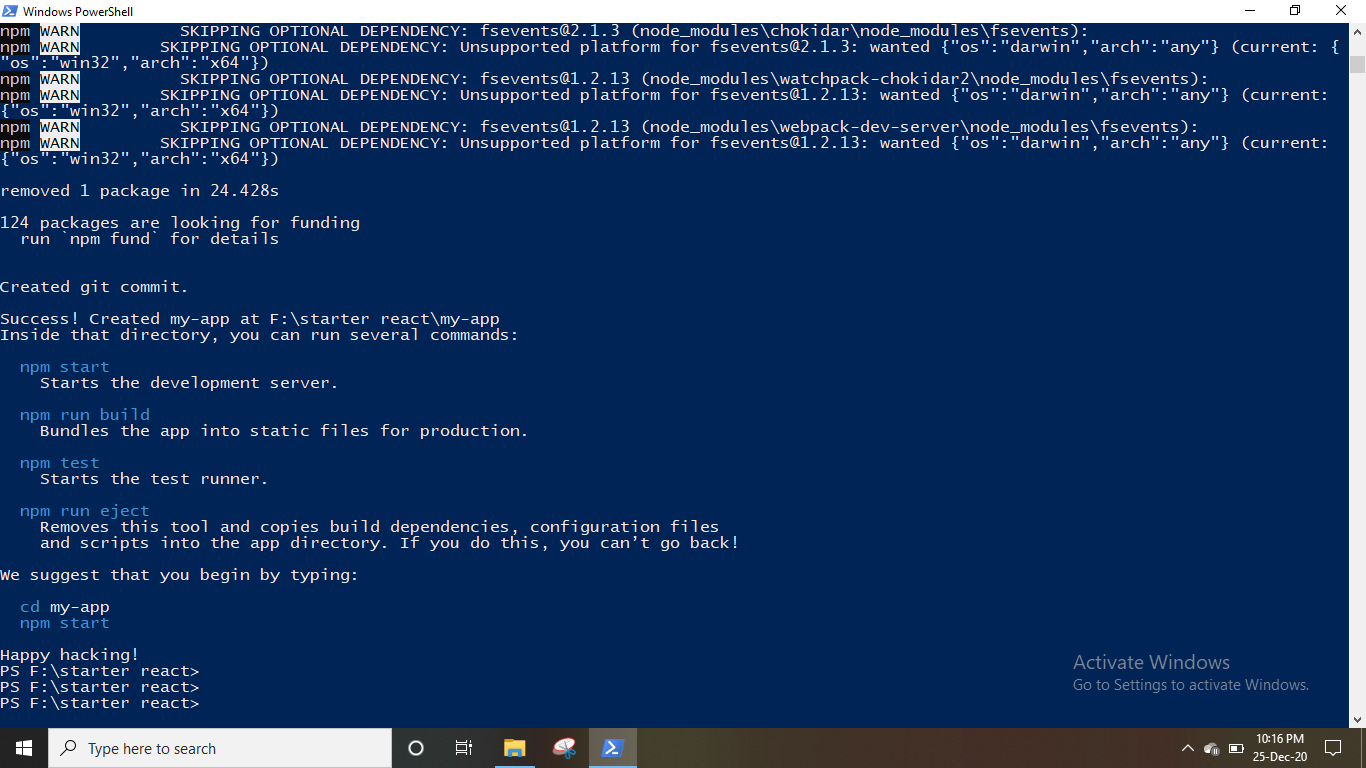 Windows PowerShell
npm WARN SKIPPING OPTIONAL DEPENDENCY: fsevents@2.1.3 (node_modules\chokidar\node_modules\fsevents):
npm WARN SKIPPING OPTIONAL DEPENDENCY: Unsupported platform for fsevents@2.1.3: wanted {"os":"darwin","arch":"any"} (current: {
"os":"win32","arch":"x64"})
npm WARN SKIPPING OPTIONAL DEPENDENCY: fsevents@1.2.13 (node_modules\watchpack-chokidar2\node_modules\fsevents):
npm WARN SKIPPING OPTIONAL DEPENDENCY: Unsupported platform for fsevents@1.2.13: wanted {"os":"darwin","arch":"any"} (current:
{"os":"win32","arch":"x64"})
npm WARN SKIPPING OPTIONAL DEPENDENCY: fsevents@1.2.13 (node_modules\webpack-dev-server\node_modules\fsevents):
npm WARN SKIPPING OPTIONAL DEPENDENCY: Unsupported platform for fsevents@1.2.13: wanted {"os":"darwin","arch":"any"} (current:
{"os":"win32","arch":"x64"})
removed 1 package in 24.428s
124 packages are looking for funding
run `npm fund` for details
Created git commit.
Success! Created my-app at F:\starter react\my-app
Inside that directory, you can run several commands:
npm start
Starts the development server.
npm run build
Bundles the app into static files for production.
npm test
Starts the test runner.
npm run eject
Removes this tool and copies build dependencies, configuration files
and scripts into the app directory. If you do this, you can’t go back!
We suggest that you begin by typing:
cd my-app
npm start
Happy hacking!
PS F:\starter react>
PS F:\starter react>
PS F:\starter react>
Activate Windows
Go to Settings to activate Windows.
Type here to search
10:16 PM
25-Dec-20